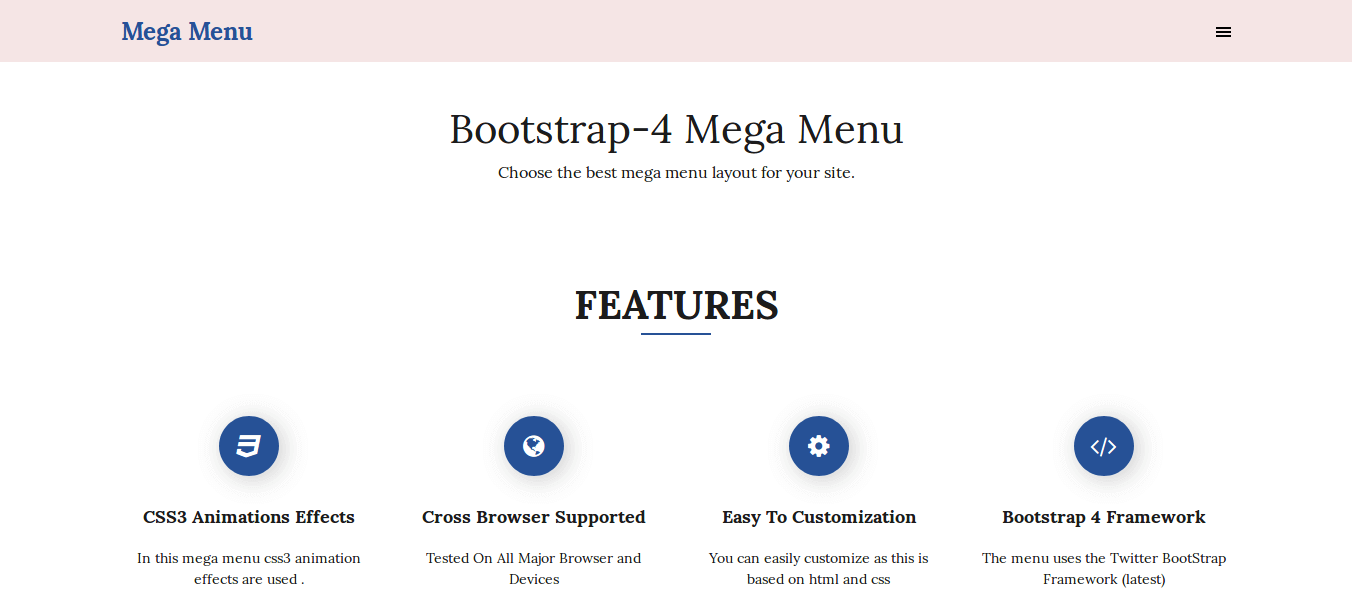 Mega Menu
Bootstrap-4 Mega Menu
Choose the best mega menu layout for your site.
FEATURES
CSS3 Animations Effects
In this mega menu css3 animation
effects are used .
Cross Browser Supported
Tested On All Major Browser and
Devices
Easy To Customization
You can easily customize as this is
based on html and css
Bootstrap 4 Framework
The menu uses the Twitter BootStrap
Framework (latest)